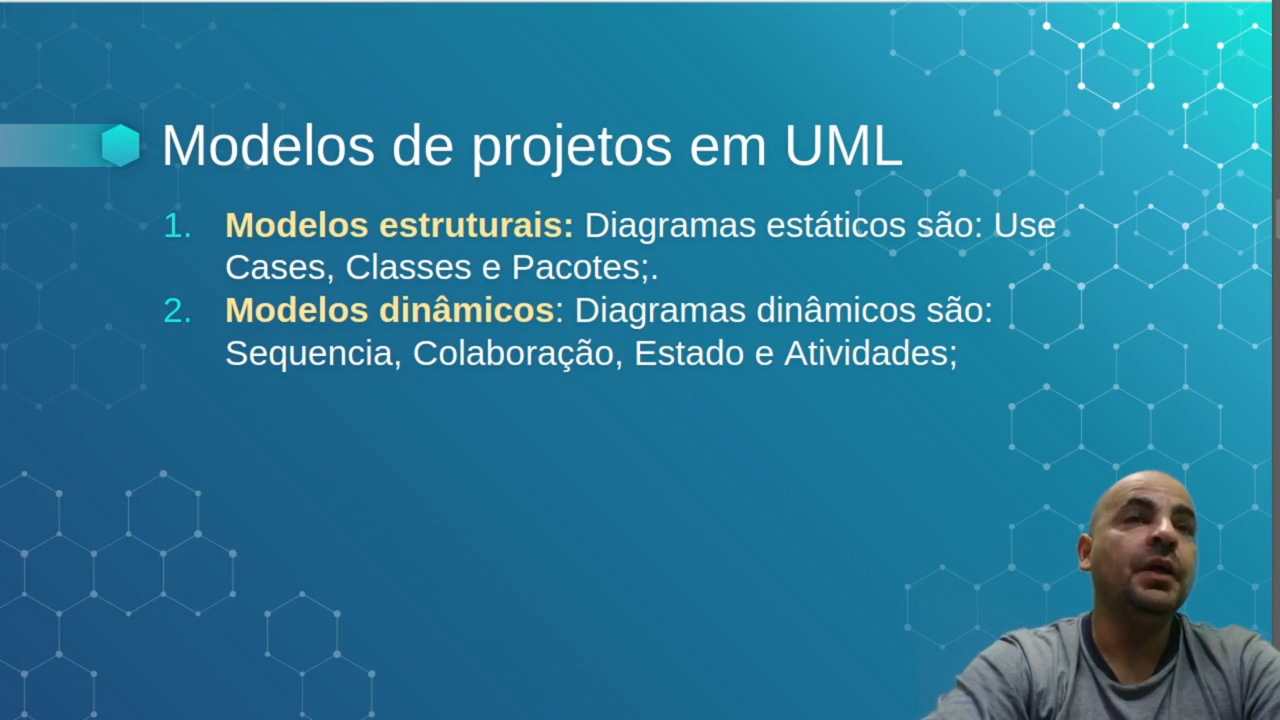 Modelos de projetos em UML
1. Modelos estruturais: Diagramas estáticos são: Use
Cases, Classes e Pacotes;.
2. Modelos dinâmicos: Diagramas dinâmicos são:
Sequencia, Colaboração, Estado e Atividades;